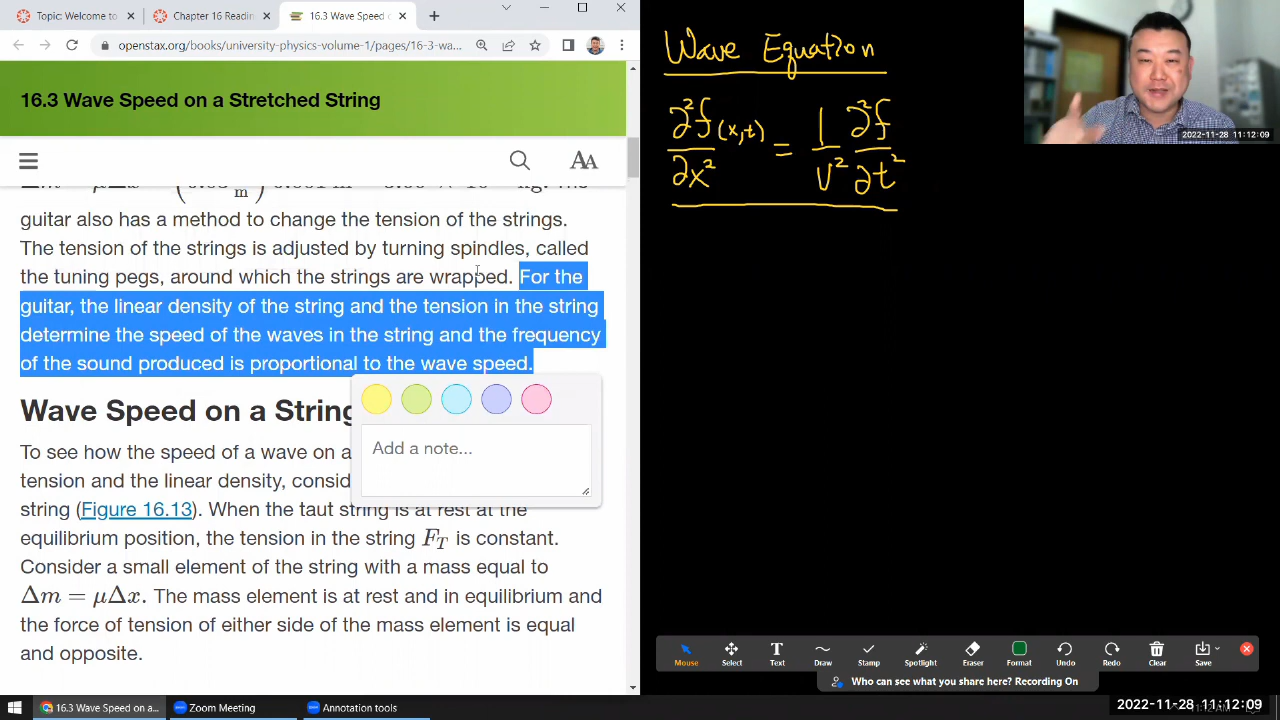 Topic: Welcome to
Chapter 16 Readin
16.3 Wave Speed o
openstax.org/books/university-physics-volume-1/pages/16-3-wa...
16.3 Wave Speed on a Stretched String
guitar also has a method to change the tension of the strings.
The tension of the strings is adjusted by turning spindles, called
the tuning pegs, around which the strings are wrapped. For the
guitar, the linear density of the string and the tension in the string
determine the speed of the waves in the string and the frequency
of the sound produced is proportional to the wave speed.
Add a note...
Wave Speed on a String
To see how the speed of a wave on a
tension and the linear density, consid
string (Figure 16.13). When the taut string is at rest at the
equilibrium position, the tension in the string F_T is constant.
Consider a small element of the string with a mass equal to
Δm = μΔx. The mass element is at rest and in equilibrium and
the force of tension of either side of the mass element is equal
and opposite.
Wave Equation
∂²f/∂x² (x,t) = 1/v² ∂²f/∂t²
2022-11-28 11:12:09
Mouse
Select
Text
Draw
Stamp
Spotlight
Eraser
Format
Undo
Redo
Clear
Save
Who can see what you share here? Recording On
16.3 Wave Speed on a...
Zoom Meeting
Annotation tools
2022-11-28 11:12:09